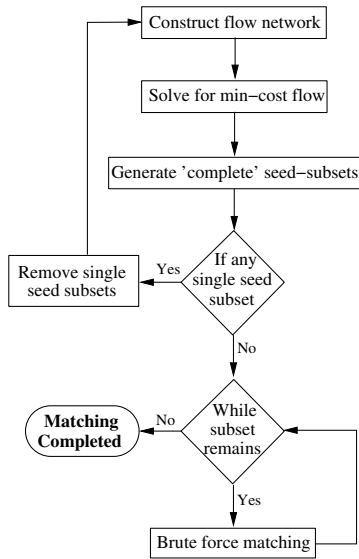 Construct flow network
Solve for min−cost flow
Generate 'complete' seed−subsets
If any
single seed
subset
Yes
Remove single
seed subsets
No
While
subset
remains
No
Matching
Completed
Yes
Brute force matching